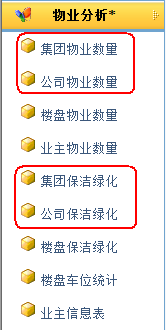 物业分析*
集团物业数量
公司物业数量
楼盘物业数量
业主物业数量
集团保洁绿化
公司保洁绿化
楼盘保洁绿化
楼盘车位统计
业主信息表